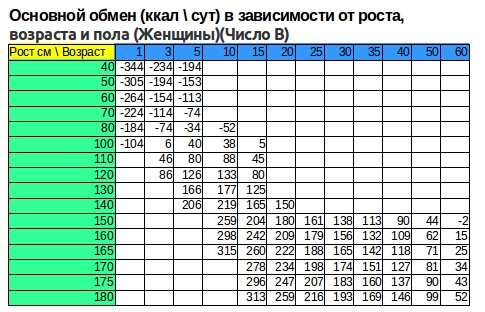 Основной обмен (ккал \ сут) в зависимости от роста,
возраста и пола (Женщины)(Число В)
Рост см \ Возраст 1 3 5 10 15 20 25 30 35 40 50 60
40 -344 -234 -194
50 -305 -194 -153
60 -264 -154 -113
70 -224 -114 -74
80 -184 -74 -34 -52
100 -104 6 40 38 5
110 46 80 88 45
120 86 126 133 80
130 166 177 125
140 206 219 165 150
150 259 204 180 161 138 113 90 44 -2
160 298 242 209 179 156 132 109 62 15
165 315 260 222 188 165 142 118 71 25
170 278 234 198 174 151 127 81 34
175 296 247 207 183 160 137 90 43
180 313 259 216 193 169 146 99 52